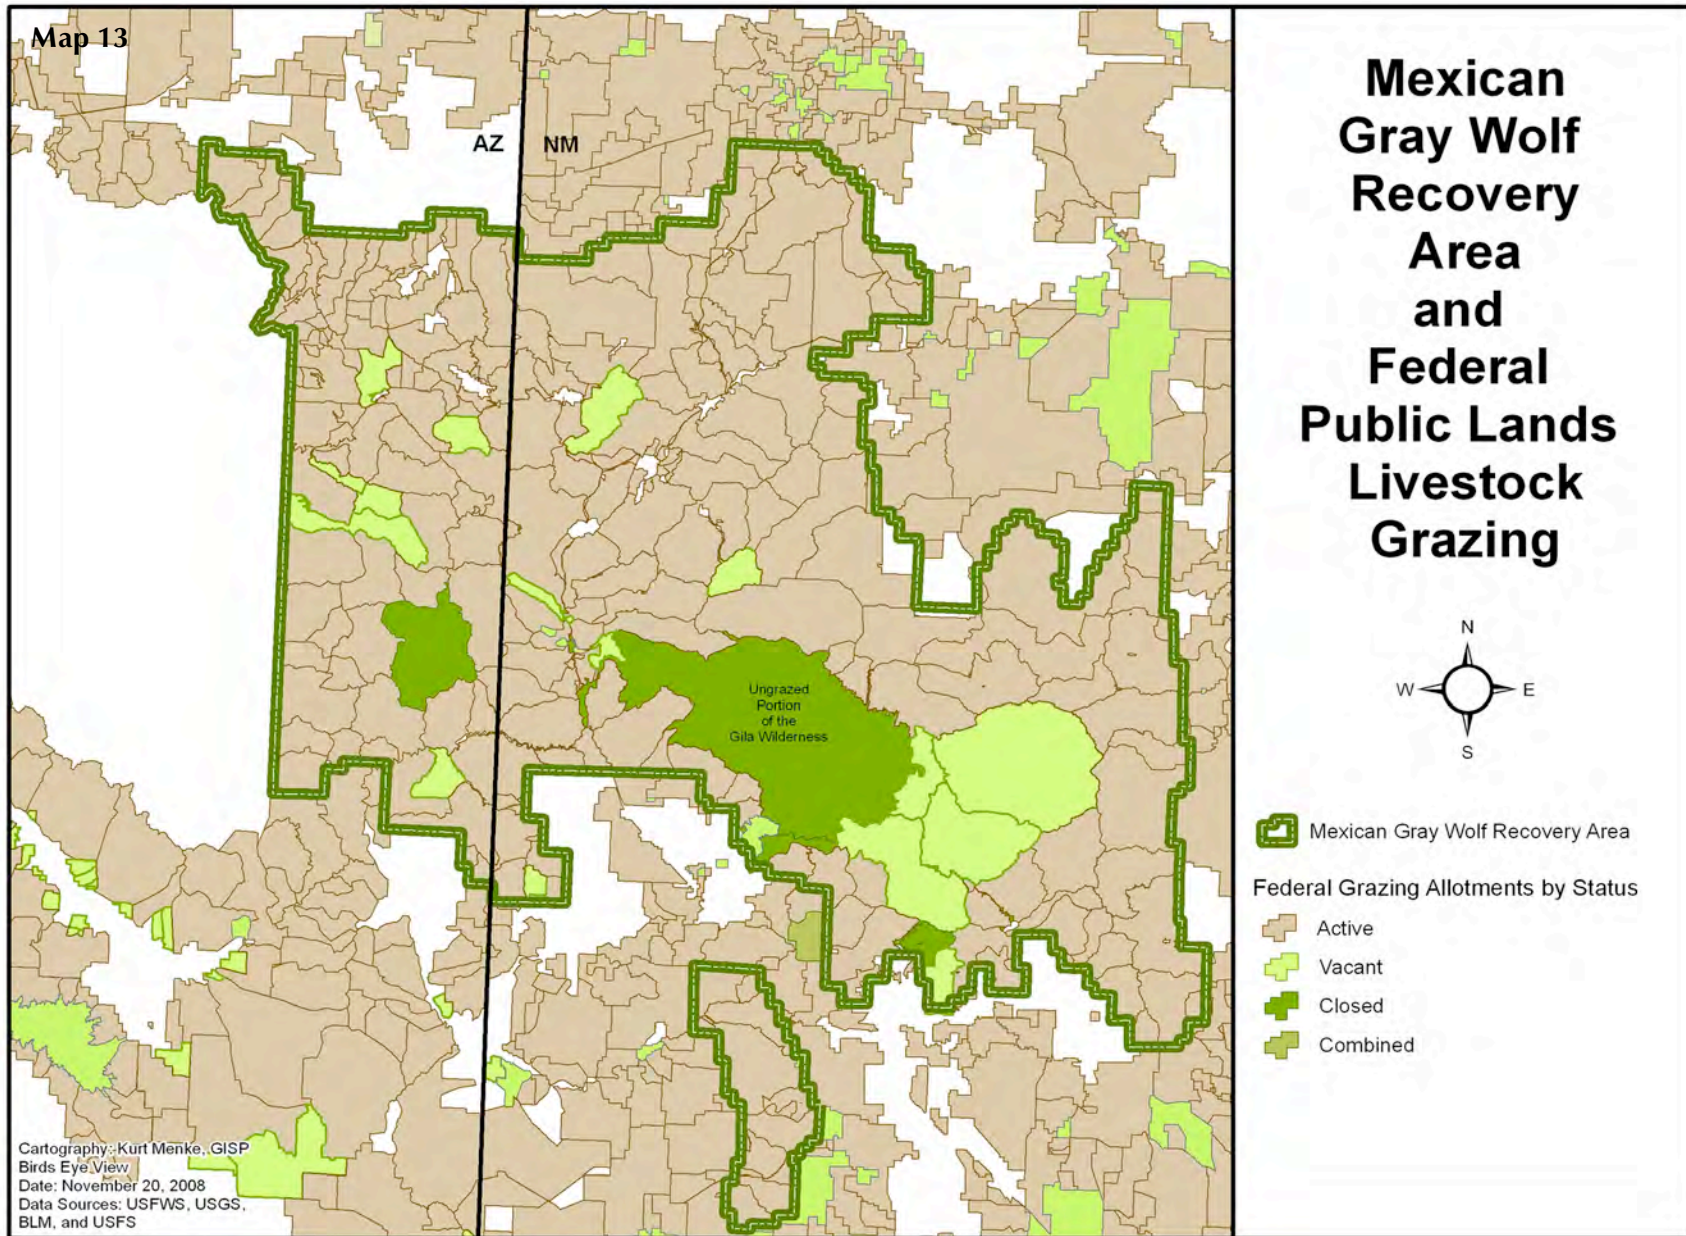 Map 13
AZ
NM
Ungrazed
Portion
of the
Gila Wilderness
Cartography: Kurt Menke, GISP
Birds Eye View
Date: November 20, 2008
Data Sources: USFWS, USGS,
BLM, and USFS
Mexican
Gray Wolf
Recovery
Area
and
Federal
Public Lands
Livestock
Grazing
N
W
E
S
Mexican Gray Wolf Recovery Area
Federal Grazing Allotments by Status
Active
Vacant
Closed
Combined